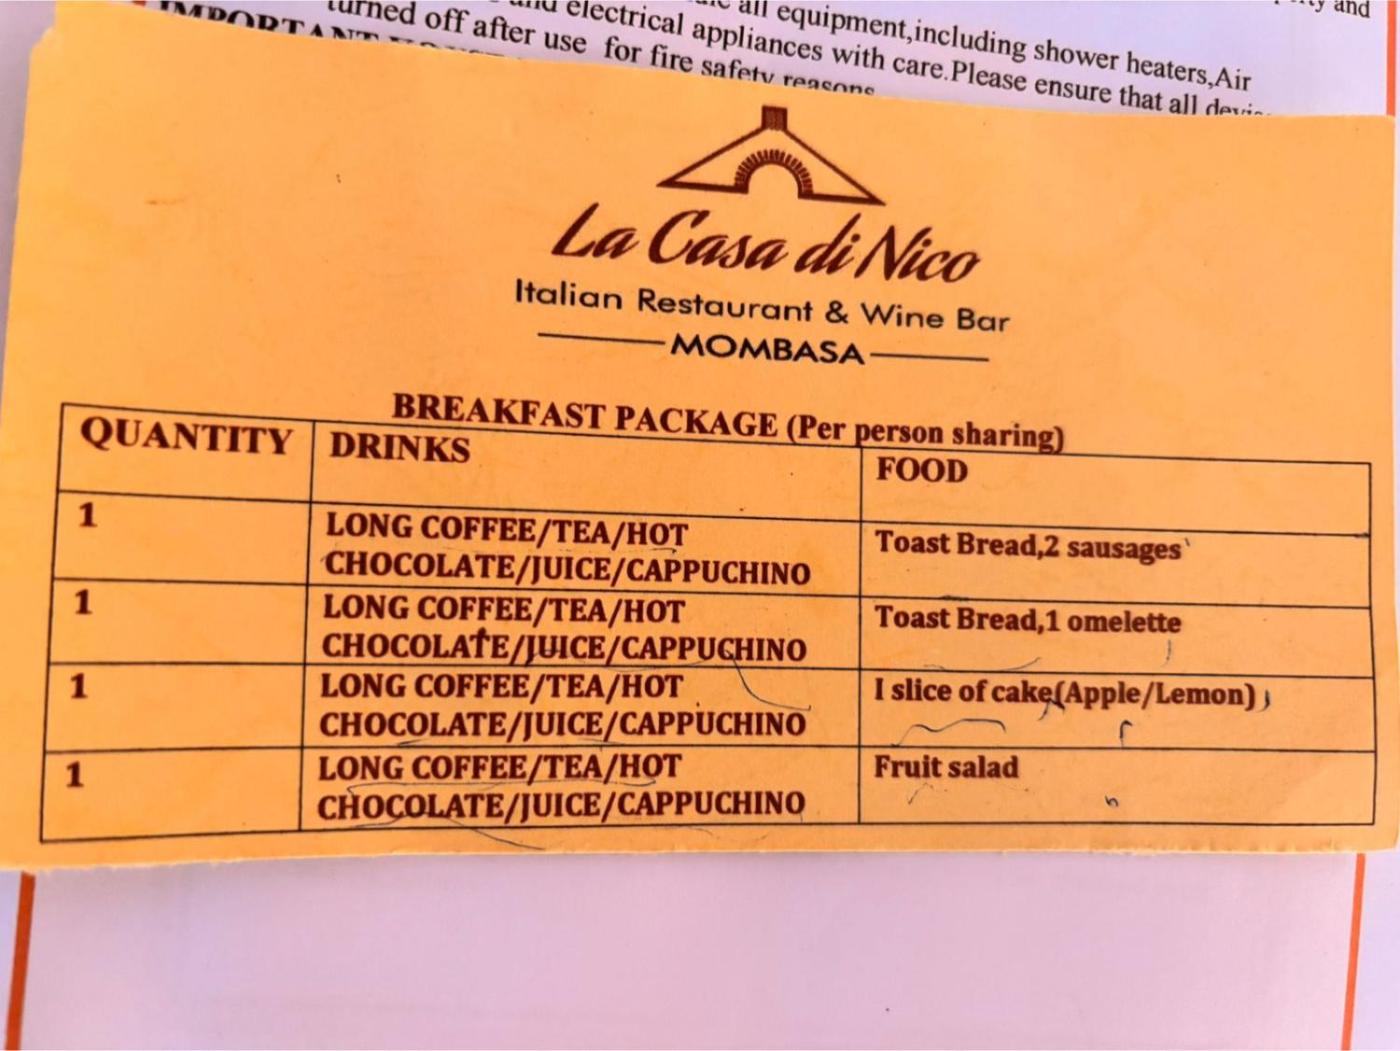 ty and
and electrical appliances with care.Please ensure that all
all equipment,including shower heaters,Air
turned off after use for fire safety reasons
IMPORTANT
La Casa di Nico
Italian Restaurant & Wine Bar
MOMBASA
BREAKFAST PACKAGE (Per person sharing)
QUANTITY DRINKS FOOD
1 LONG COFFEE/TEA/HOT Toast Bread,2 sausages
CHOCOLATE/JUICE/CAPPUCHINO
1 LONG COFFEE/TEA/HOT Toast Bread,1 omelette
CHOCOLATE/JUICE/CAPPUCHINO
1 LONG COFFEE/TEA/HOT I slice of cake(Apple/Lemon)
CHOCOLATE/JUICE/CAPPUCHINO
1 LONG COFFEE/TEA/HOT Fruit salad
CHOCOLATE/JUICE/CAPPUCHINO